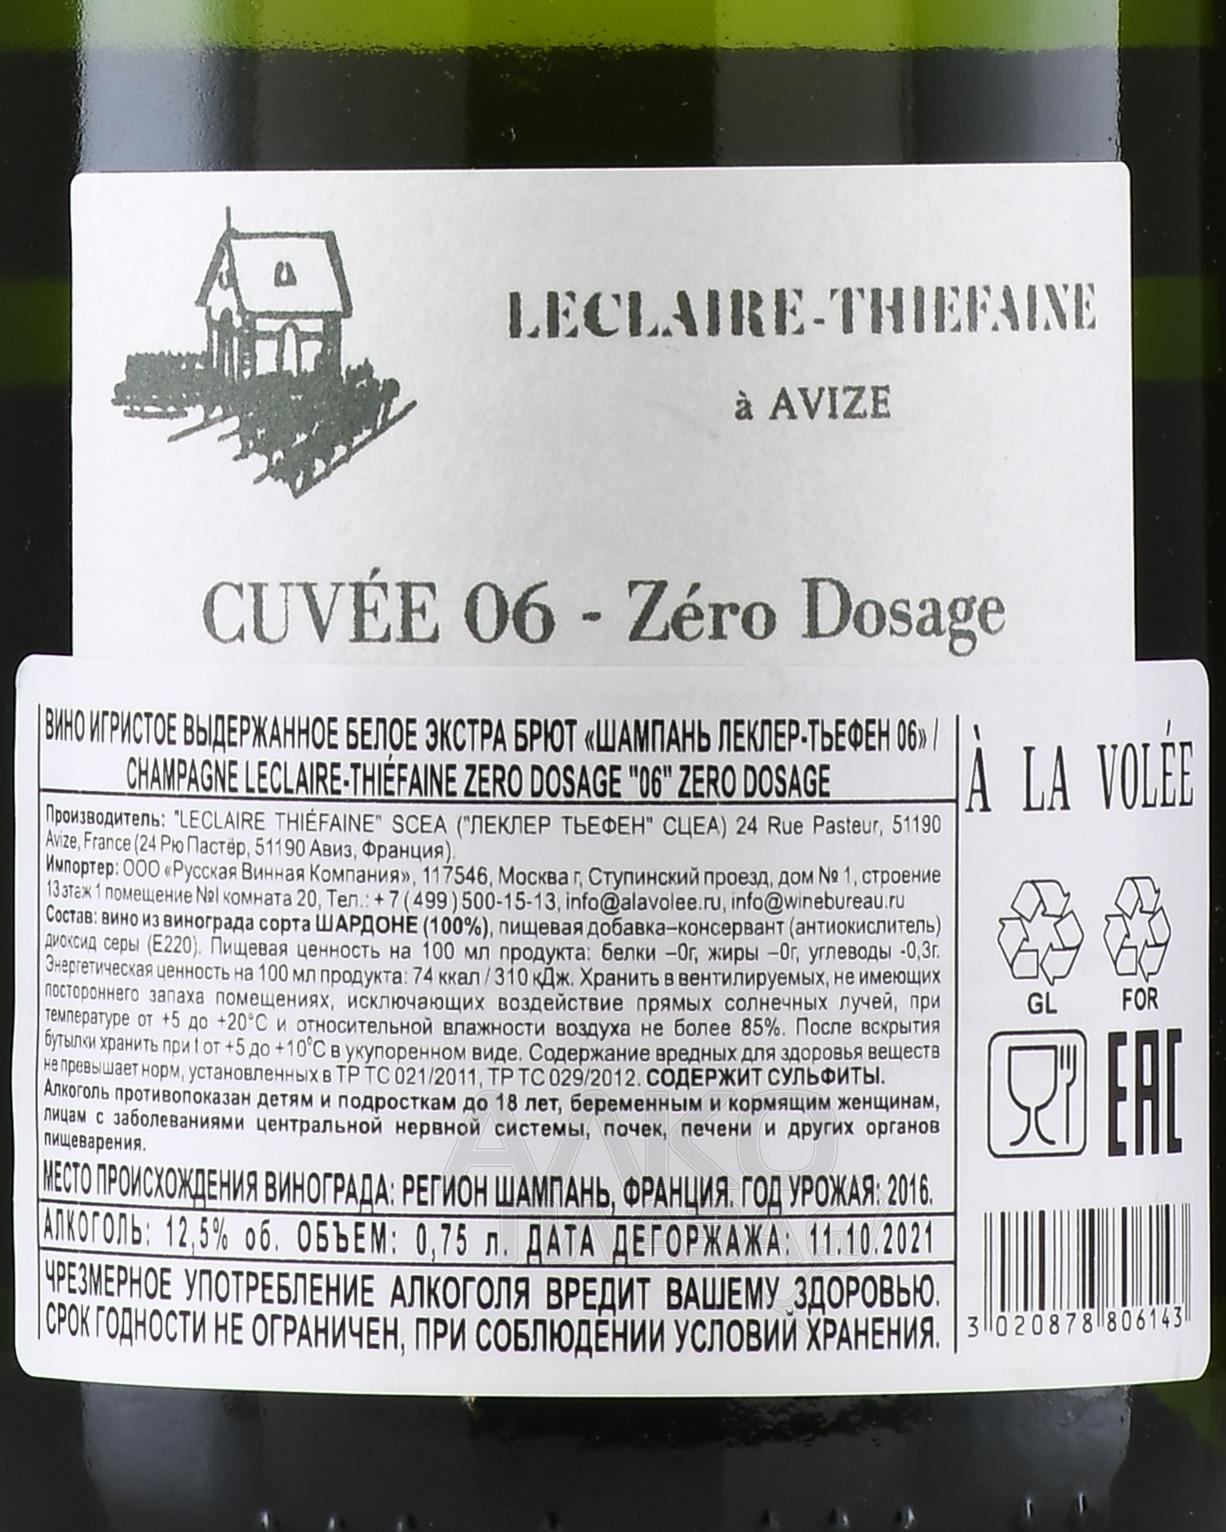 LECLAIRE-THIEFAINE
à AVIZE
CUVÉE 06 - Zéro Dosage
ВИНО ИГРИСТОЕ ВЫДЕРЖАННОЕ БЕЛОЕ ЭКСТРА БРЮТ «ШАМПАНЬ ЛЕКЛЕР-ТЬЕФЕН 06» /
CHAMPAGNE LECLAIRE-THIÉFAINE ZERO DOSAGE "06" ZERO DOSAGE
Производитель: "LECLAIRE THIÉFAINE" SCEA ("ЛЕКЛЕР ТЬЕФЕН" СЦЕА) 24 Rue Pasteur, 51190
Avize, France (24 Рю Пастёр, 51190 Авиз, Франция).
Импортер: ООО «Русская Винная Компания», 117546, Москва г, Ступинский проезд, дом № 1, строение
13 этаж 1 помещение №I комната 20, Тел.: + 7 ( 499 ) 500-15-13, info@alavolee.ru, info@winebureau.ru
Состав: вино из винограда сорта ШАРДОНЕ (100%), пищевая добавка–консервант (антиокислитель)
диоксид серы (E220). Пищевая ценность на 100 мл продукта: белки –0г, жиры –0г, углеводы -0,3г.
Энергетическая ценность на 100 мл продукта: 74 ккал / 310 кДж. Хранить в вентилируемых, не имеющих
постороннего запаха помещениях, исключающих воздействие прямых солнечных лучей, при
температуре от +5 до +20°С и относительной влажности воздуха не более 85%. После вскрытия
бутылки хранить при t от +5 до +10°С в укупоренном виде. Содержание вредных для здоровья веществ
не превышает норм, установленных в ТР ТС 021/2011, ТР ТС 029/2012. СОДЕРЖИТ СУЛЬФИТЫ.
Алкоголь противопоказан детям и подросткам до 18 лет, беременным и кормящим женщинам,
лицам с заболеваниями центральной нервной системы, почек, печени и других органов
пищеварения.
МЕСТО ПРОИСХОЖДЕНИЯ ВИНОГРАДА: РЕГИОН ШАМПАНЬ, ФРАНЦИЯ. ГОД УРОЖАЯ: 2016.
АЛКОГОЛЬ: 12,5% об. ОБЪЕМ: 0,75 л. ДАТА ДЕГОРЖАЖА: 11.10.2021
ЧРЕЗМЕРНОЕ УПОТРЕБЛЕНИЕ АЛКОГОЛЯ ВРЕДИТ ВАШЕМУ ЗДОРОВЬЮ.
СРОК ГОДНОСТИ НЕ ОГРАНИЧЕН, ПРИ СОБЛЮДЕНИИ УСЛОВИЙ ХРАНЕНИЯ.
À LA VOLÉE
GL FOR
EAC
3 020878 806143